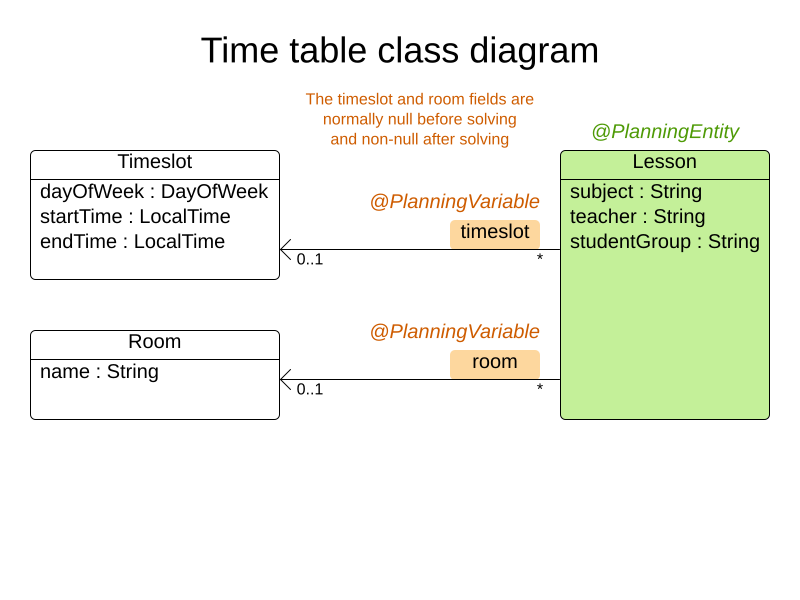 Time table class diagram
The timeslot and room fields are
normally null before solving
and non-null after solving
@PlanningEntity
Timeslot
dayOfWeek : DayOfWeek
startTime : LocalTime
endTime : LocalTime
@PlanningVariable
timeslot
0..1
*
Lesson
subject : String
teacher : String
studentGroup : String
Room
name : String
@PlanningVariable
room
0..1
*